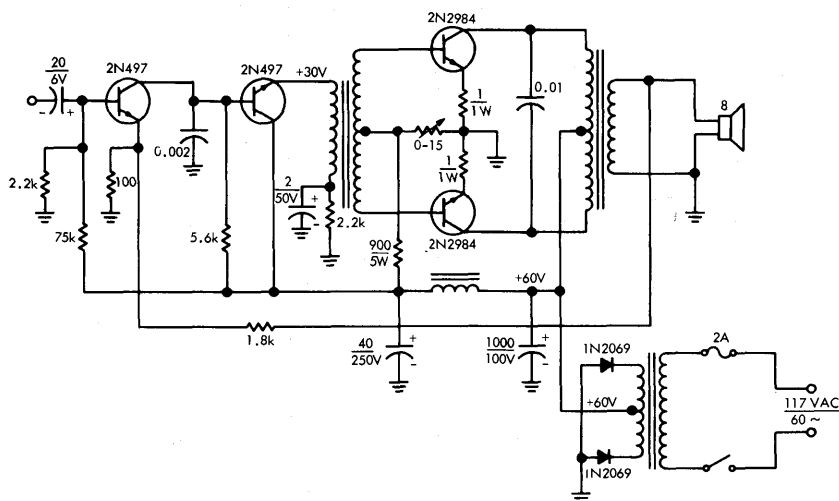 2N2984
20
6V
2N497
2N497
+30V
1
1W
0.01
8
0.002
0-15
1
1W
2.2k
100
2
50V
2.2k
75k
5.6k
900
5W
2N2984
+60V
1.8k
40
250V
1000
100V
1N2069
2A
+60V
117 VAC
60 ~
1N2069